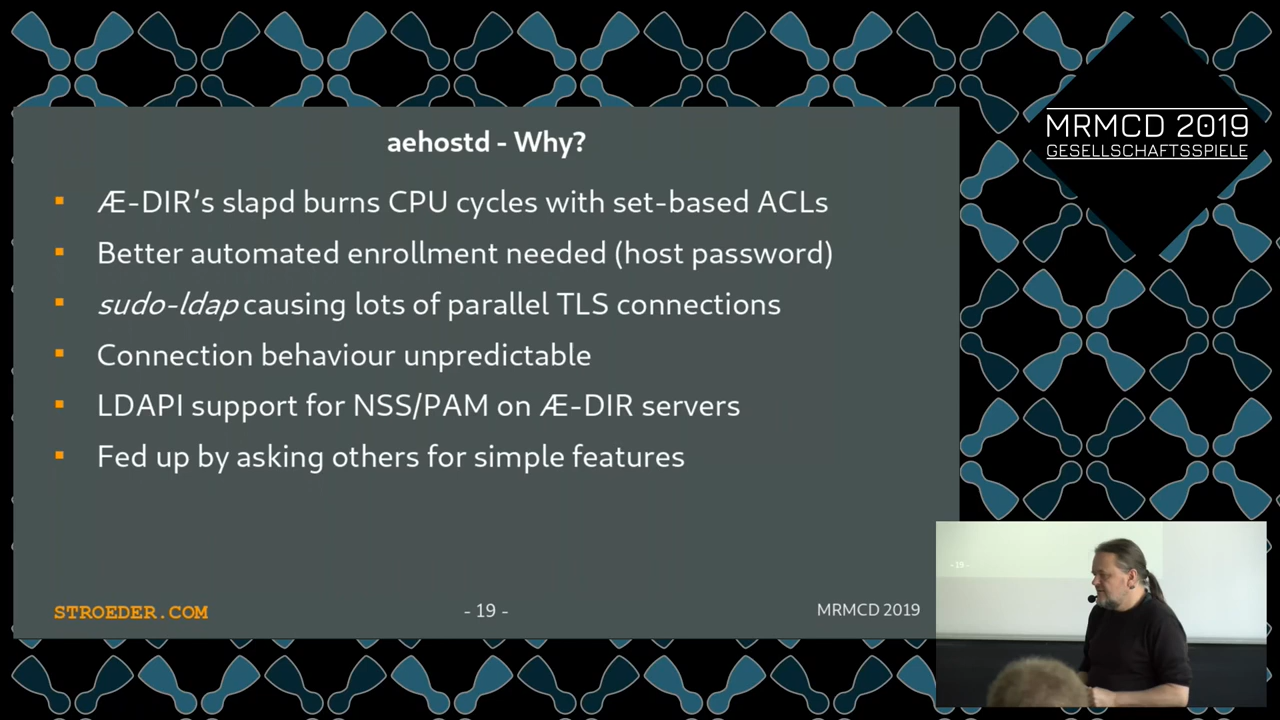 MRMCD 2019
GESELLSCHAFTSSPIELE
aehostd - Why?
Æ-DIR’s slapd burns CPU cycles with set-based ACLs
Better automated enrollment needed (host password)
sudo-ldap causing lots of parallel TLS connections
Connection behaviour unpredictable
LDAPI support for NSS/PAM on Æ-DIR servers
Fed up by asking others for simple features
STROEDER.COM
- 19 -
MRMCD 2019
- 19 -